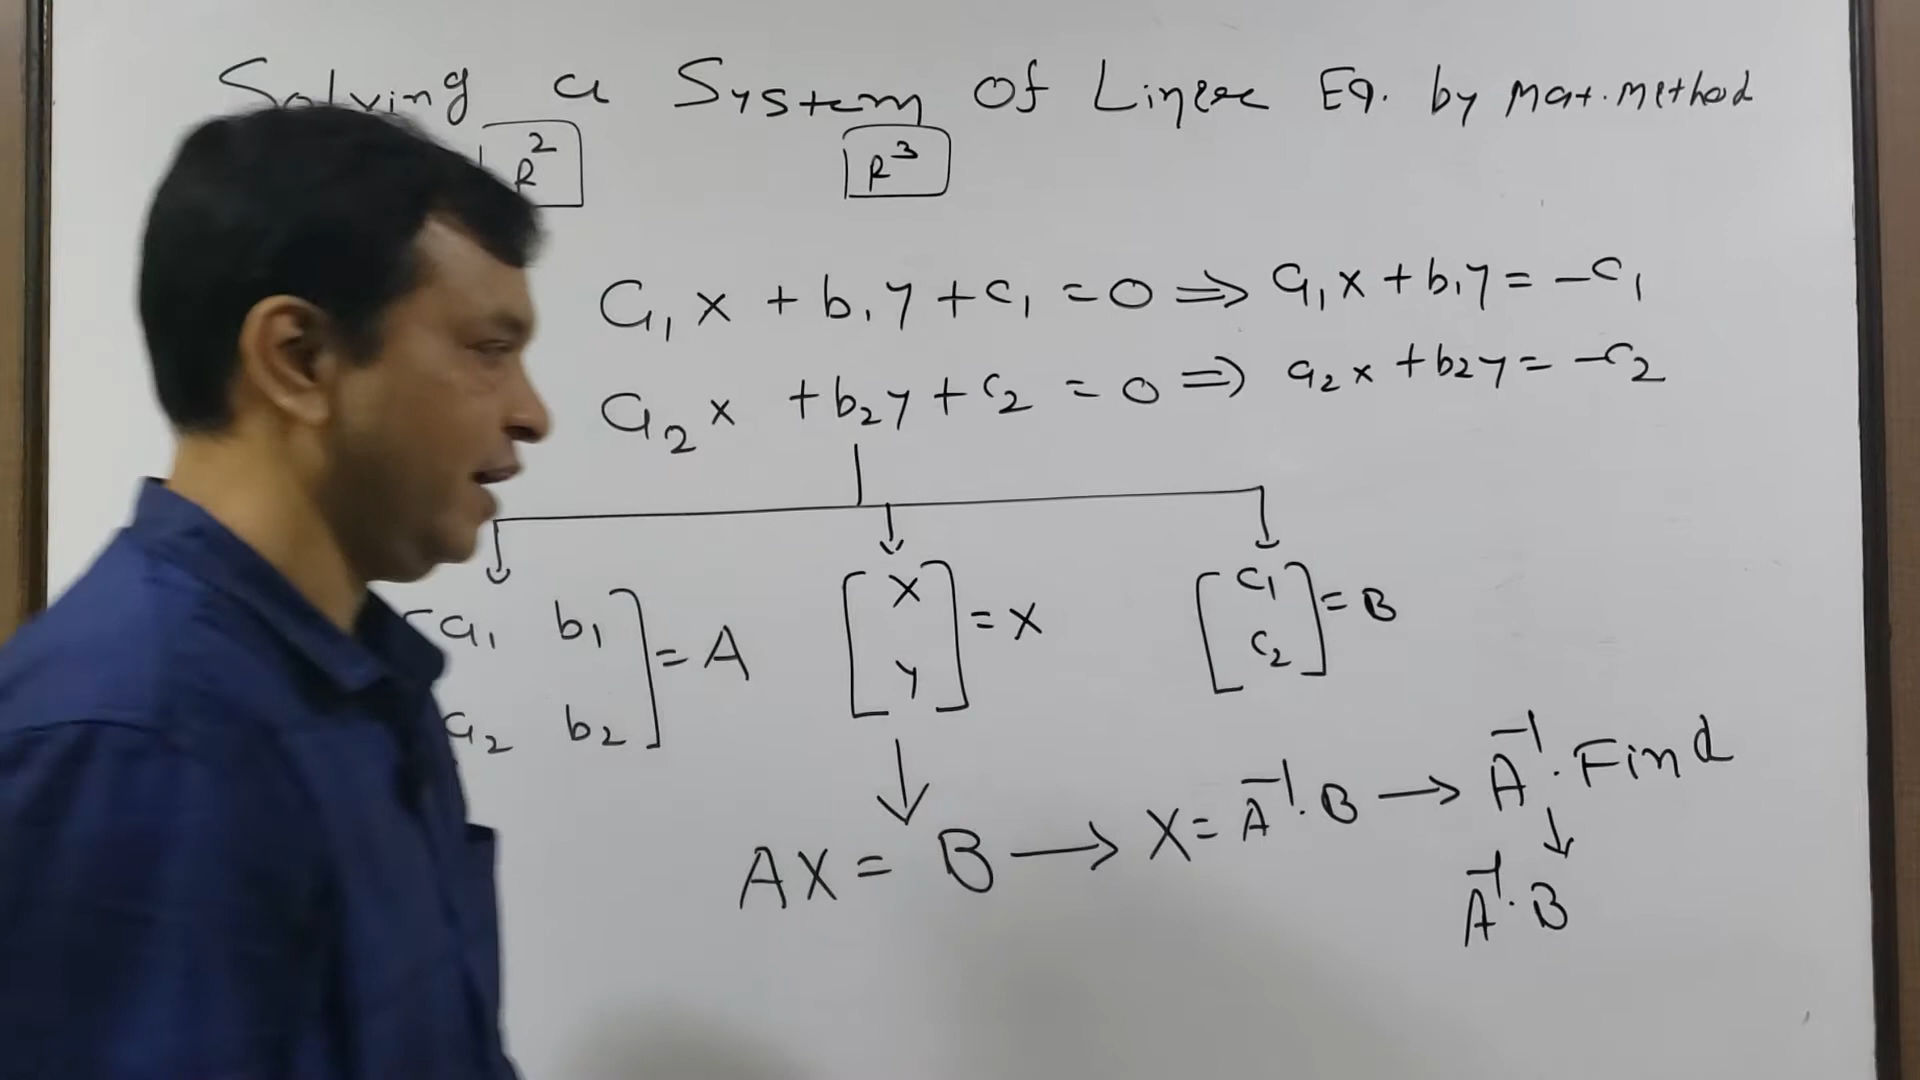 Solving a System Of Linear Eq. by Mat. method
R² R³
a₁x + b₁y + c₁ = 0 ⇒ a₁x + b₁y = -c₁
a₂x + b₂y + c₂ = 0 ⇒ a₂x + b₂y = -c₂
[a₁ b₁] = A [x] = X [c₁] = B
[a₂ b₂] [y] [c₂]
AX = B → X = A⁻¹. B → A⁻¹. Find
A⁻¹. B